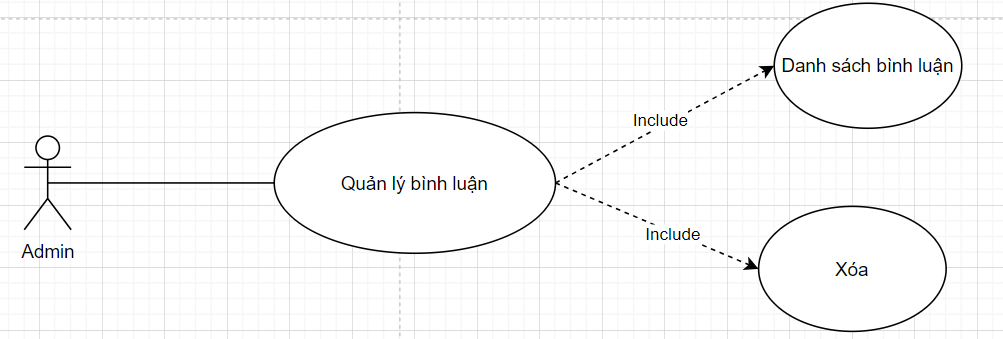 Danh sách bình luận
Include
Quản lý bình luận
Include
Admin
Xóa